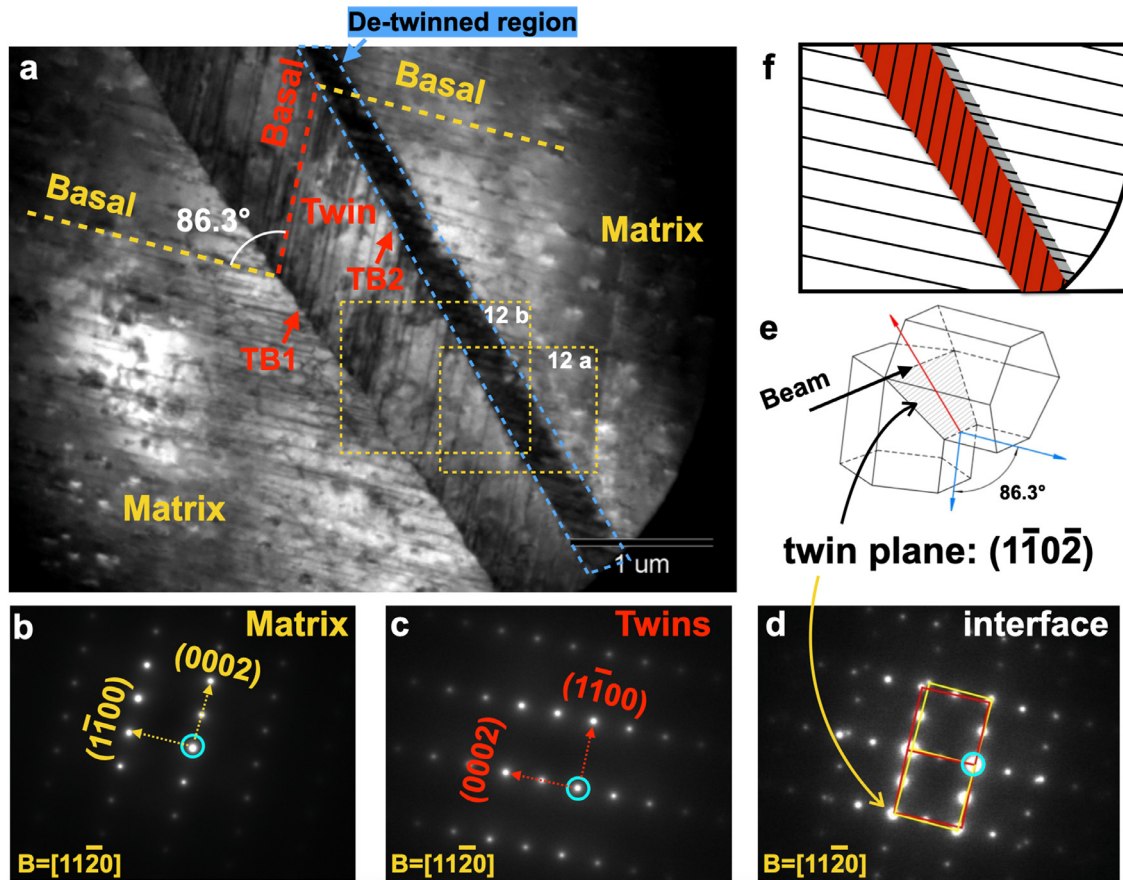 De-twinned region
a
Basal
Basal
Basal
86.3°
Twin
TB2
TB1
Matrix
12 b
12 a
Matrix
1 um
f
e
Beam
86.3°
twin plane: (11̅02̅)
b
Matrix
(0002)
(11̅00)
B=[112̅0]
c
Twins
(11̅00)
(0002)
B=[112̅0]
d
interface
B=[112̅0]